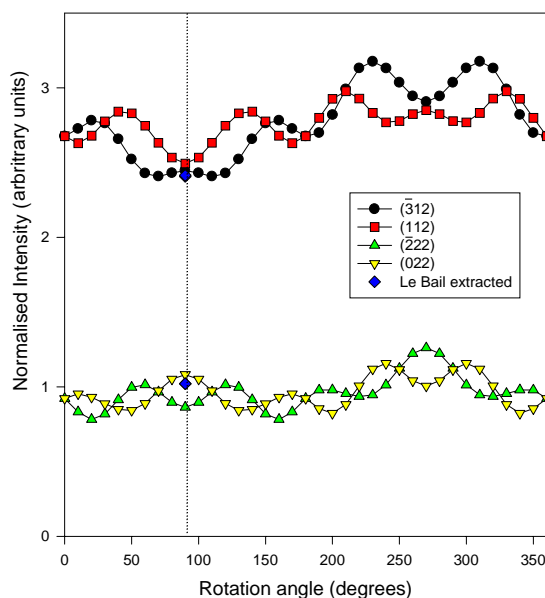 Normalised Intensity (arbritrary units)
3
2
1
0
(3̅12)
(112)
(2̅22)
(022)
Le Bail extracted
0 50 100 150 200 250 300 350
Rotation angle (degrees)